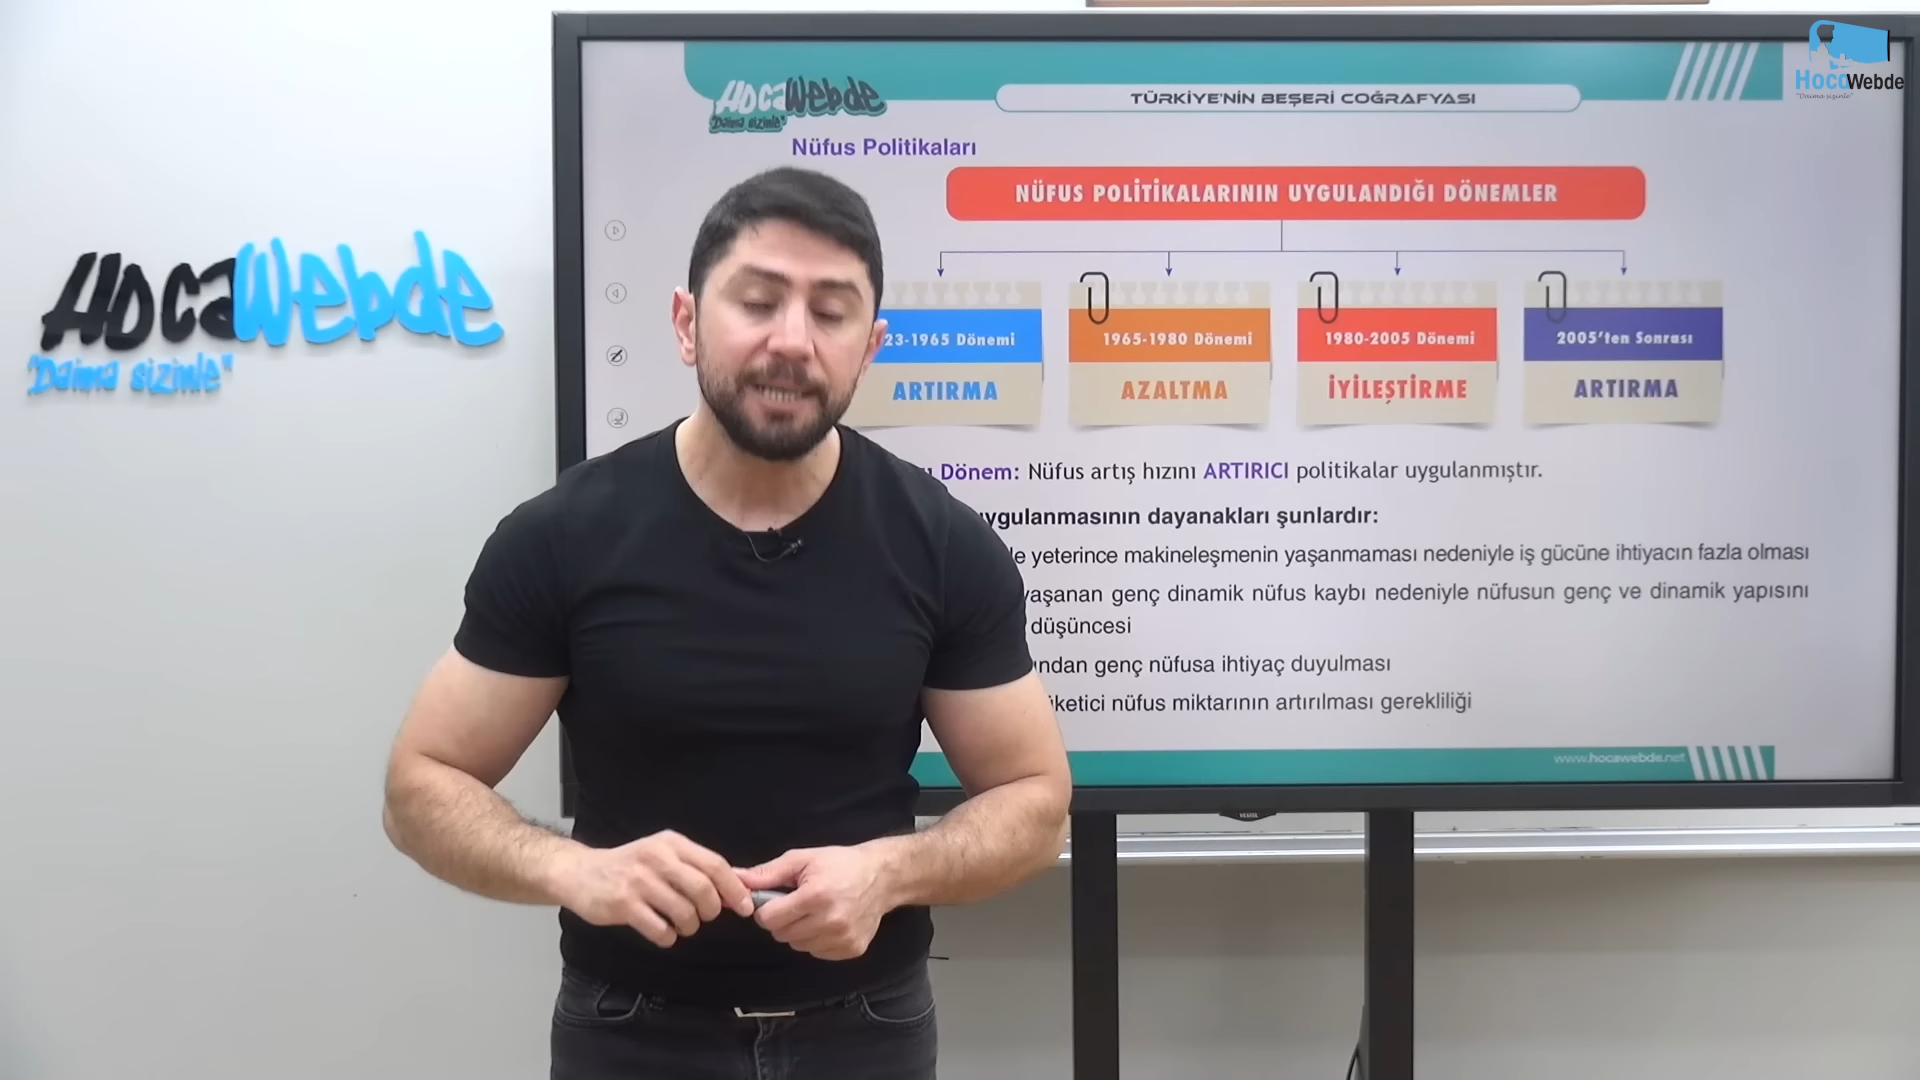 HocaWebde
"Daima sizinle"
HocaWebde
"Daima sizinle"
TÜRKİYE'NİN BEŞERİ COĞRAFYASI
HocaWebde
"Daima sizinle"
Nüfus Politikaları
NÜFUS POLİTİKALARININ UYGULANDIĞI DÖNEMLER
23-1965 Dönemi
1965-1980 Dönemi
1980-2005 Dönemi
2005'ten Sonrası
ARTIRMA
AZALTMA
İYİLEŞTİRME
ARTIRMA
Dönem: Nüfus artış hızını ARTIRICI politikalar uygulanmıştır.
uygulanmasının dayanakları şunlardır:
yeterince makineleşmenin yaşanmaması nedeniyle iş gücüne ihtiyacın fazla olması
yaşanan genç dinamik nüfus kaybı nedeniyle nüfusun genç ve dinamik yapısını
düşüncesi
genç nüfusa ihtiyaç duyulması
nüfus miktarının artırılması gerekliliği
www.hocawebde.net